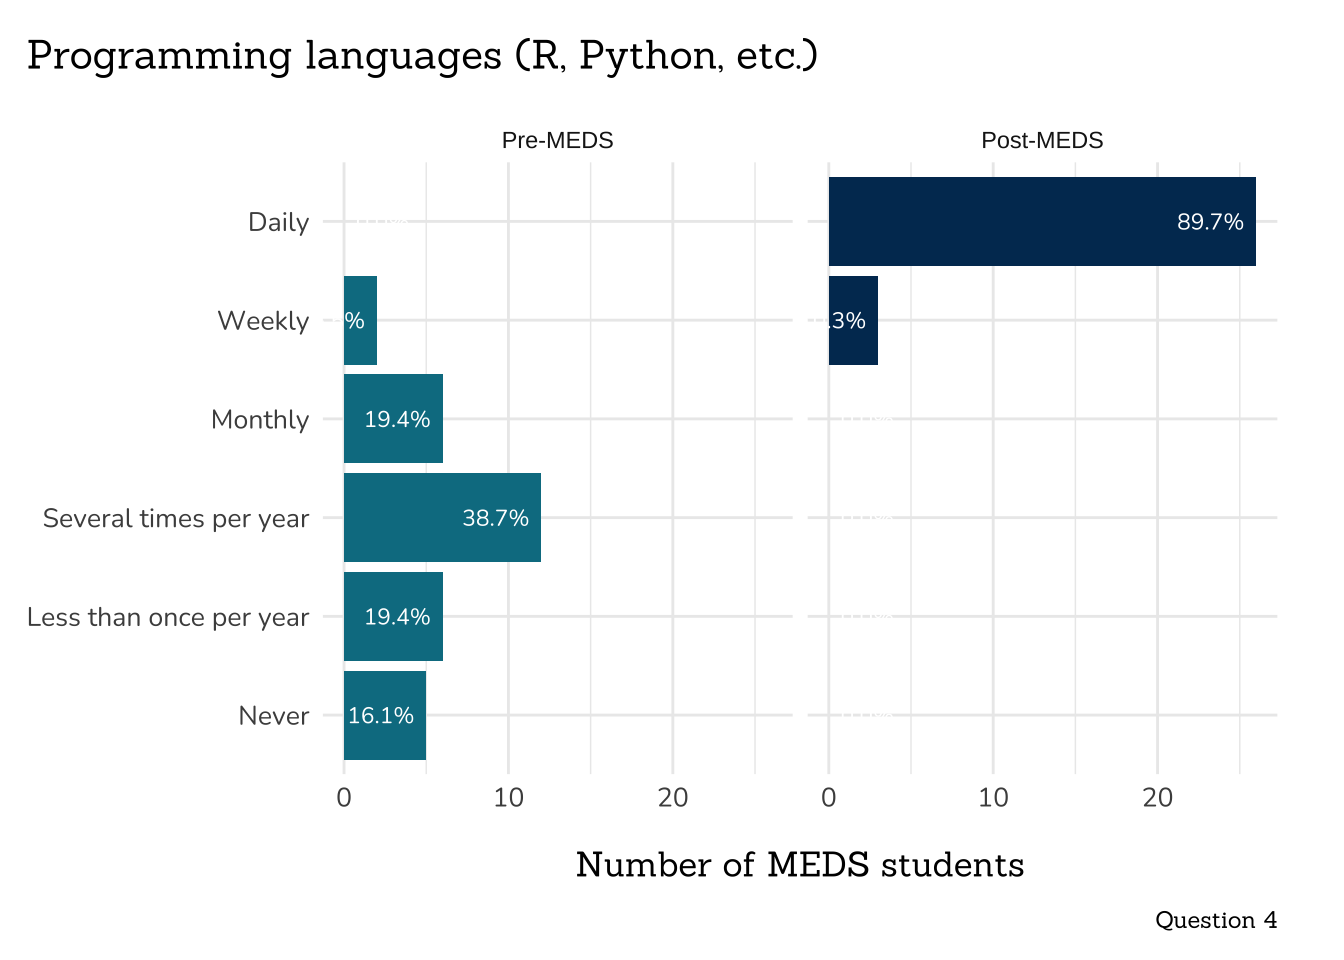 Programming languages (R, Python, etc.)
Pre-MEDS
Post-MEDS
Daily
89.7%
Weekly
Monthly
19.4%
Several times per year
38.7%
Less than once per year
19.4%
Never
16.1%
0 10 20
0 10 20
Number of MEDS students
Question 4